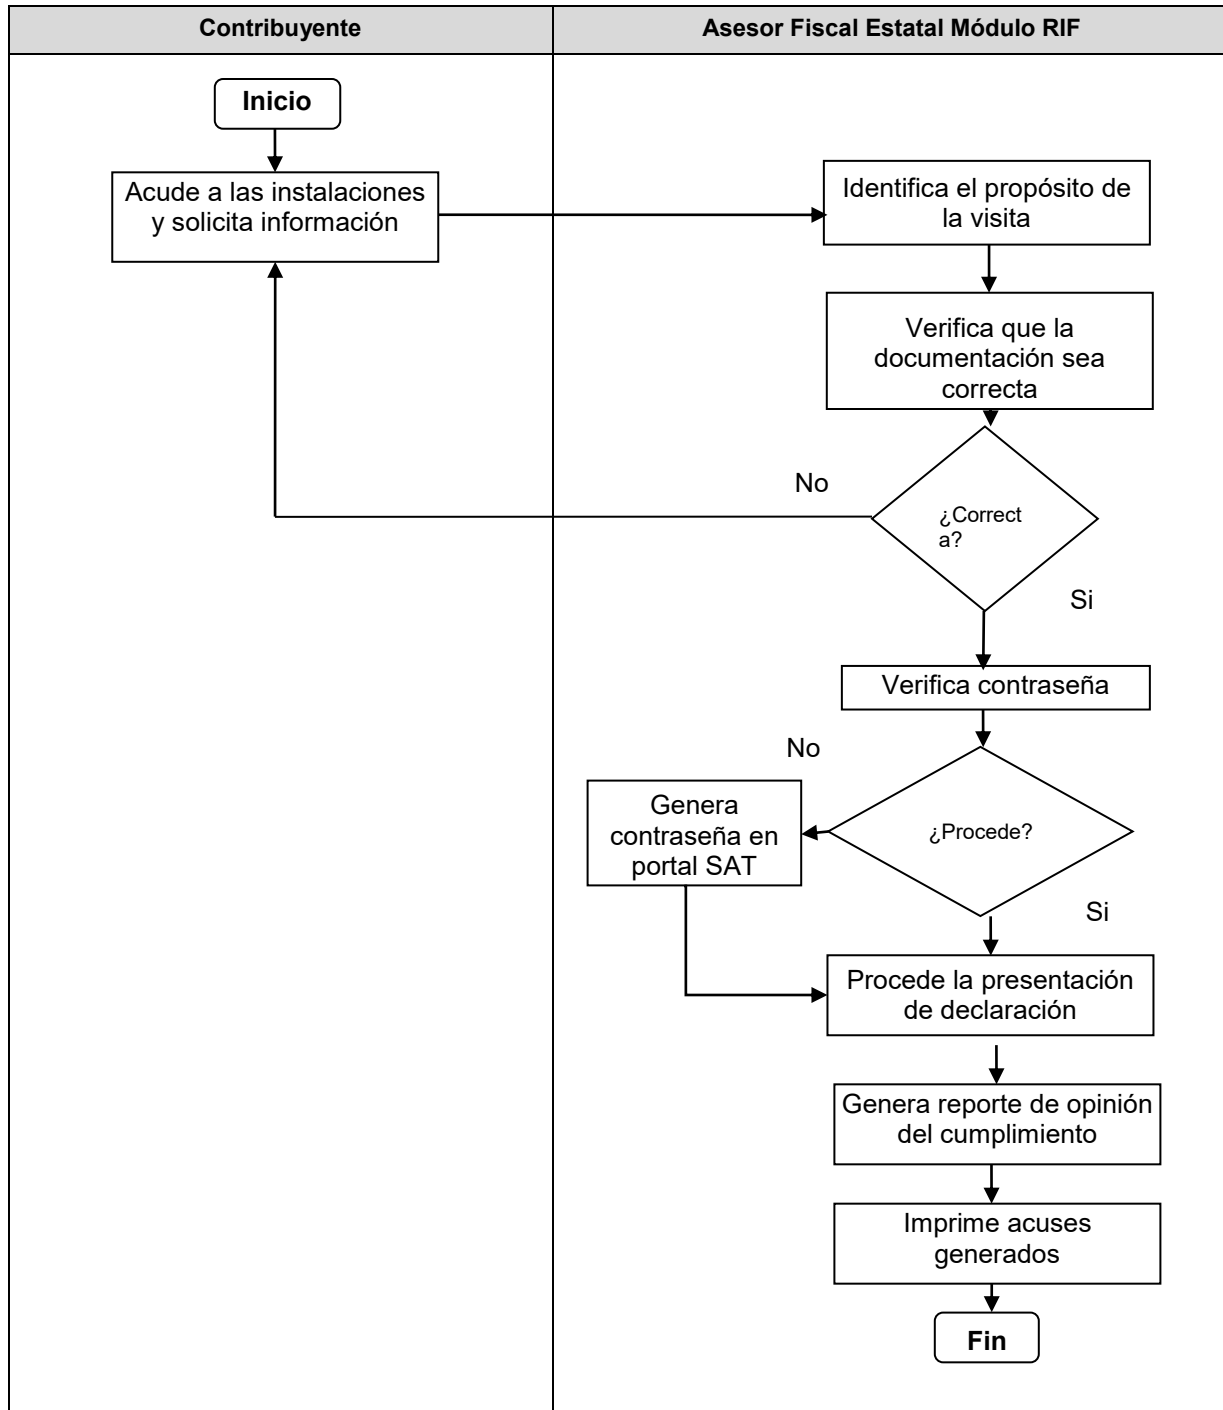 Contribuyente
Asesor Fiscal Estatal Módulo RIF
Inicio
Acude a las instalaciones
y solicita información
Identifica el propósito de
la visita
Verifica que la
documentación sea
correcta
No
¿Correct
a?
Si
Verifica contraseña
No
Genera
contraseña en
portal SAT
¿Procede?
Si
Procede la presentación
de declaración
Genera reporte de opinión
del cumplimiento
Imprime acuses
generados
Fin